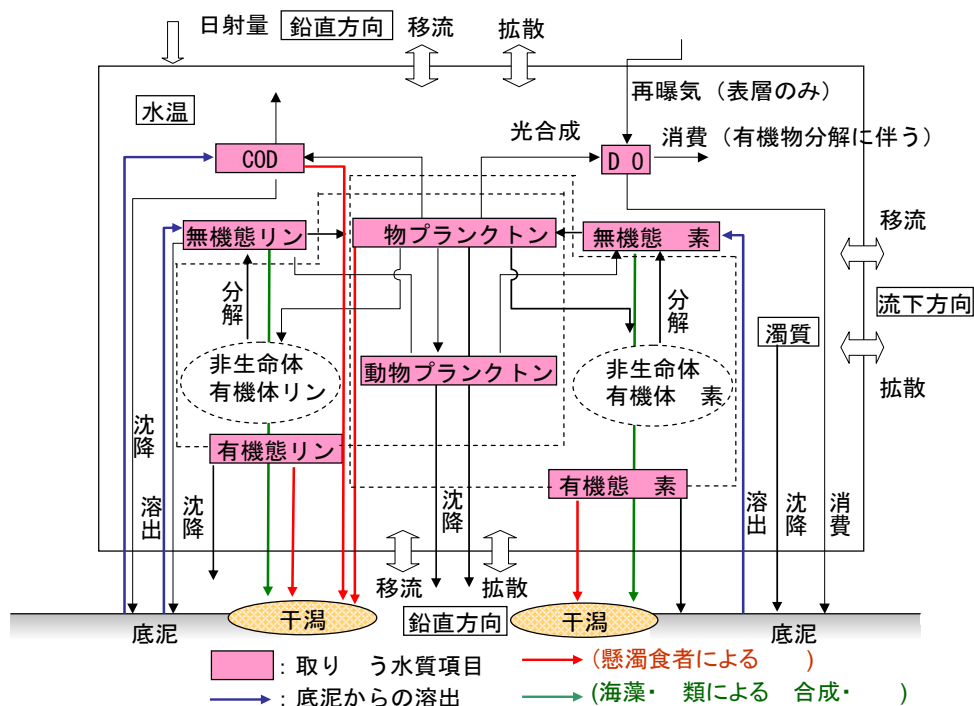 日射量
鉛直方向
移流
拡散
水温
再曝気（表層のみ）
光合成
消費（有機物分解に伴う）
COD
DO
無機態リン
物プランクトン
無機態 素
移流
流下方向
拡散
分解
分解
濁質
非生命体
有機体リン
動物プランクトン
非生命体
有機体 素
有機態リン
有機態 素
沈降
溶出
沈降
沈降
溶出
沈降
消費
移流
拡散
干潟
鉛直方向
干潟
底泥
底泥
：取り う水質項目
(懸濁食者による )
：底泥からの溶出
(海藻・ 類による 合成・ )